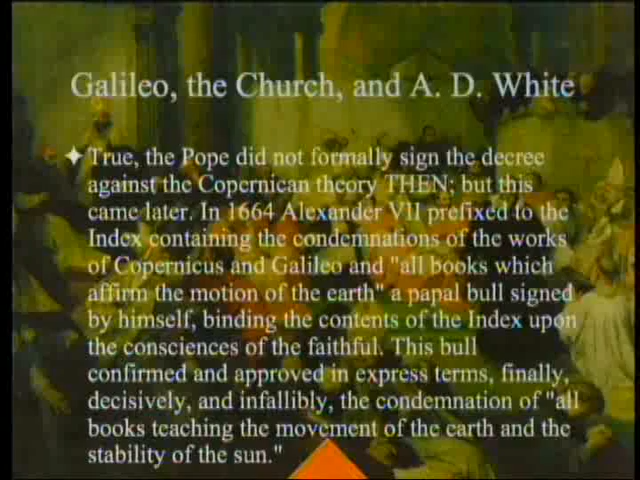 Galileo, the Church, and A. D. White
True, the Pope did not formally sign the decree
against the Copernican theory THEN; but this
came later. In 1664 Alexander VII prefixed to the
Index containing the condemnations of the works
of Copernicus and Galileo and "all books which
affirm the motion of the earth" a papal bull signed
by himself, binding the contents of the Index upon
the consciences of the faithful. This bull
confirmed and approved in express terms, finally,
decisively, and infallibly, the condemnation of "all
books teaching the movement of the earth and the
stability of the sun."